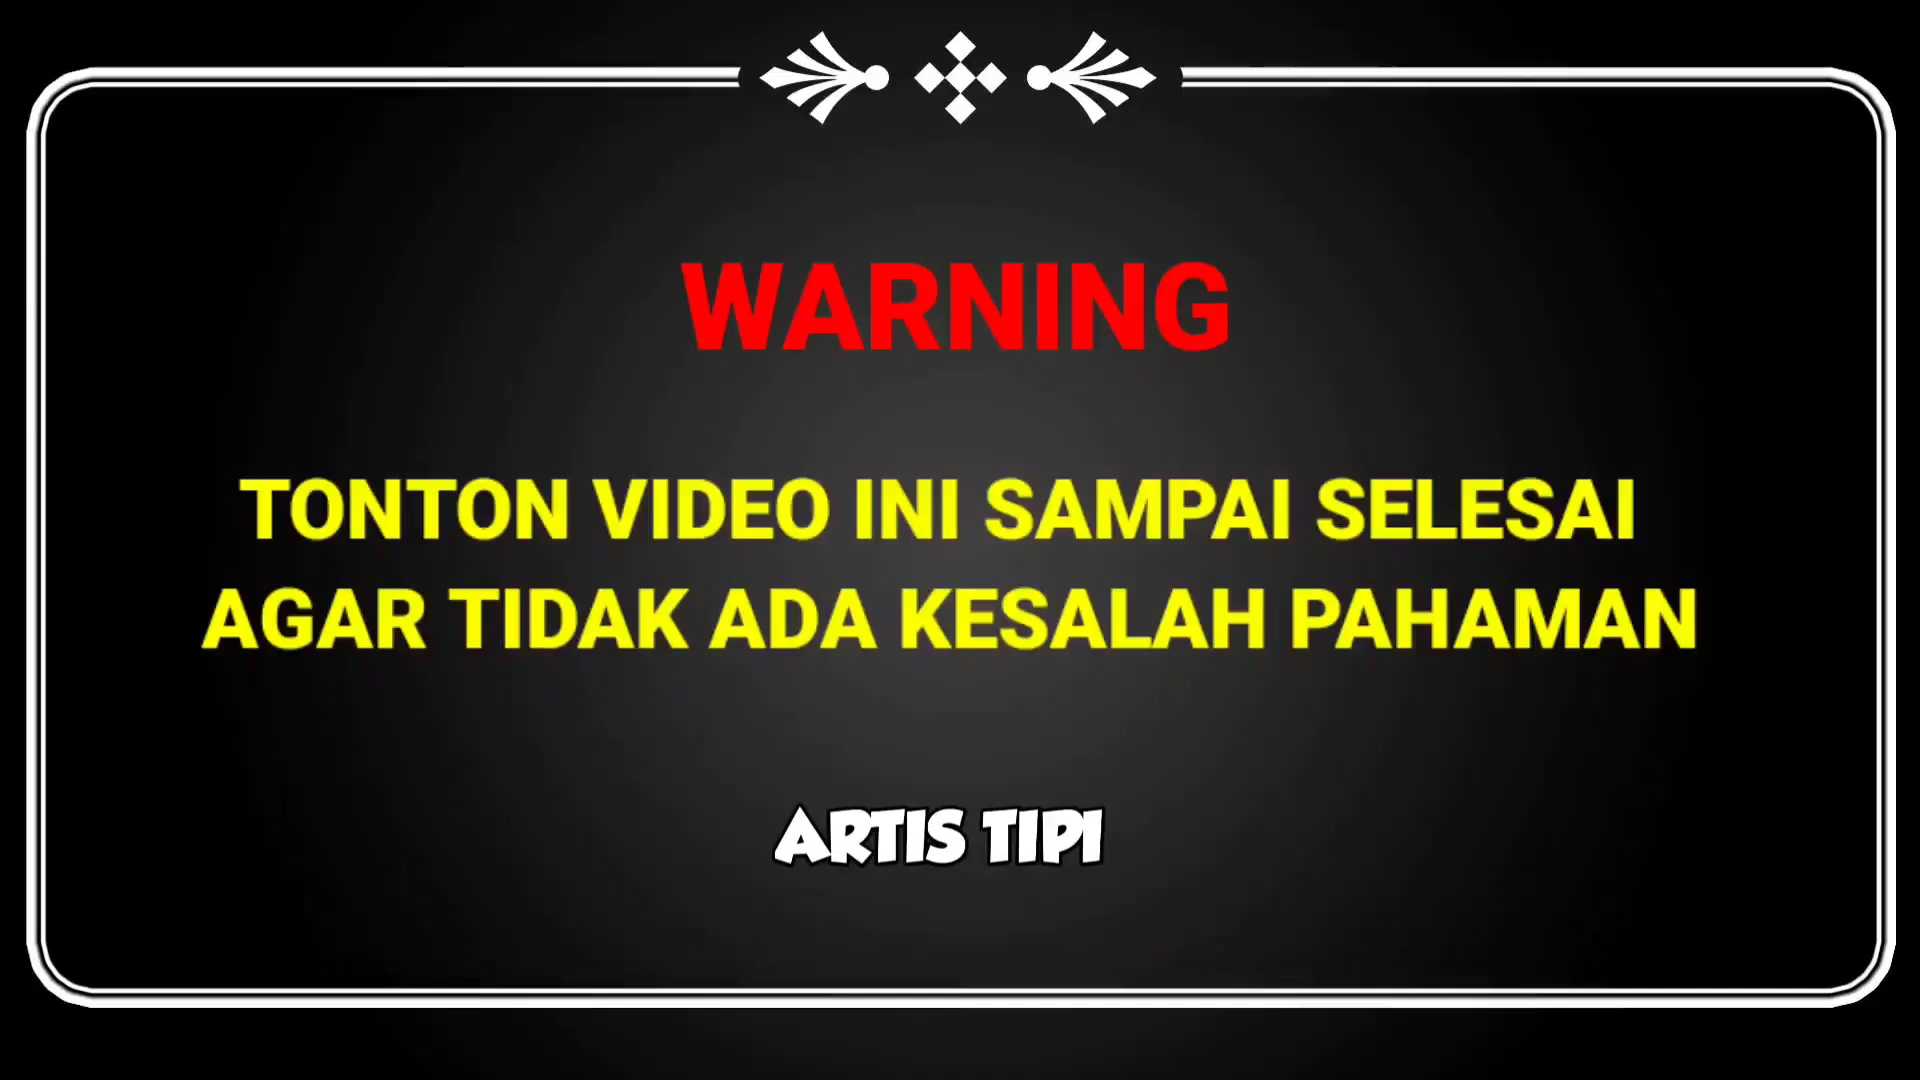 WARNING
TONTON VIDEO INI SAMPAI SELESAI
AGAR TIDAK ADA KESALAH PAHAMAN
ARTIS TIPI